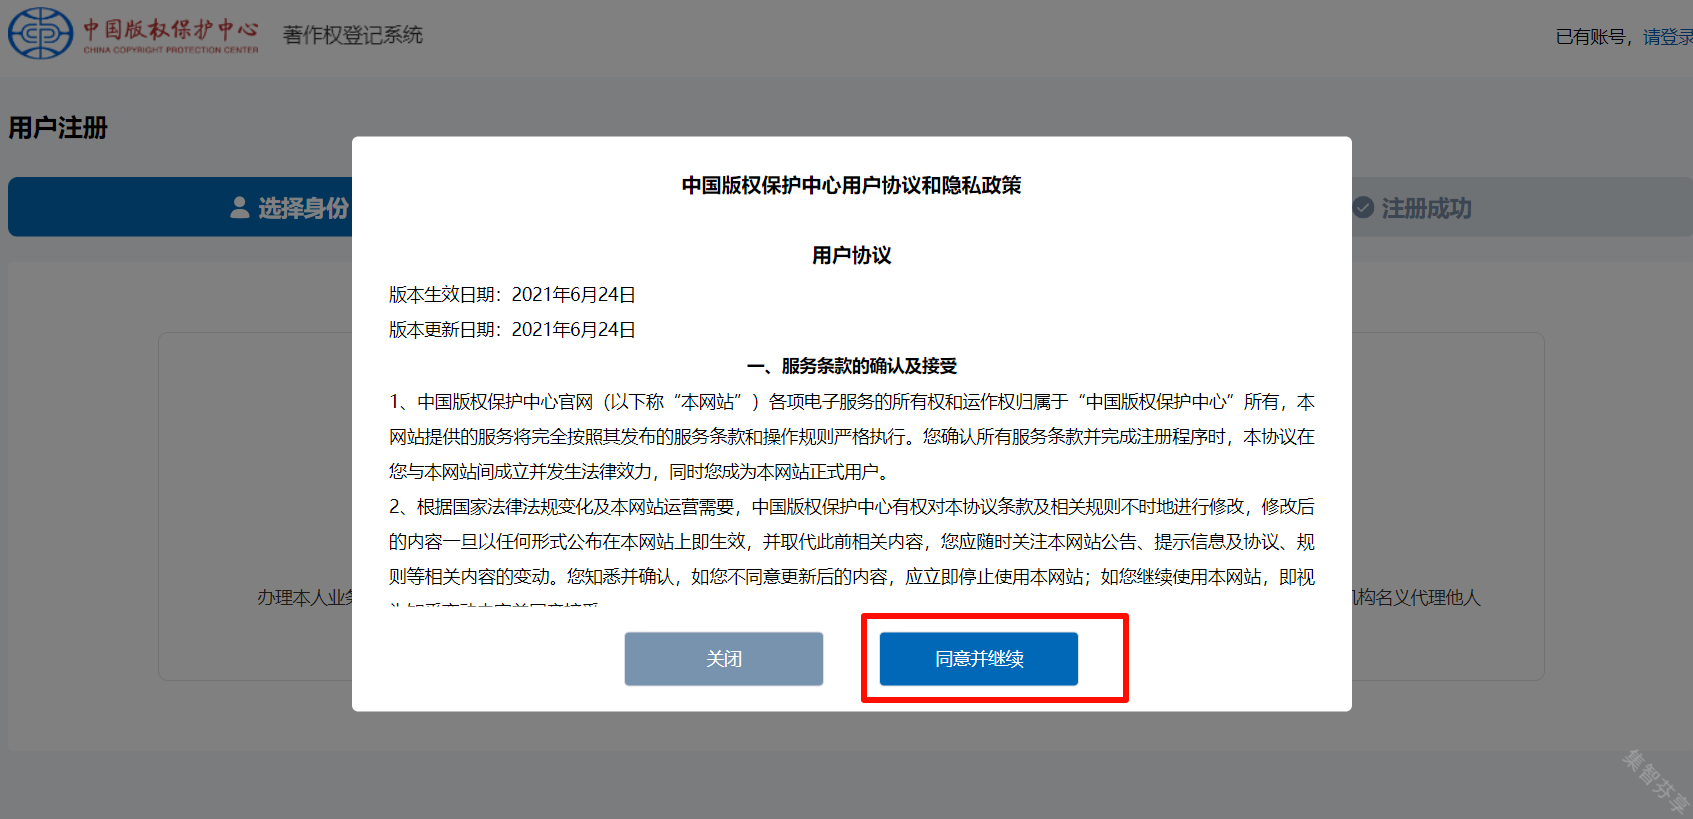 中国版权保护中心
CHINA COPYRIGHT PROTECTION CENTER
著作权登记系统
已有账号，请登录
用户注册
选择身份
注册成功
中国版权保护中心用户协议和隐私政策
用户协议
版本生效日期：2021年6月24日
版本更新日期：2021年6月24日
一、服务条款的确认及接受
1、中国版权保护中心官网（以下称“本网站”）各项电子服务的所有权和运作权归属于“中国版权保护中心”所有，本
网站提供的服务将完全按照其发布的服务条款和操作规则严格执行。您确认所有服务条款并完成注册程序时，本协议在
您与本网站间成立并发生法律效力，同时您成为本网站正式用户。
2、根据国家法律法规变化及本网站运营需要，中国版权保护中心有权对本协议条款及相关规则不时地进行修改，修改后
的内容一旦以任何形式公布在本网站上即生效，并取代此前相关内容，您应随时关注本网站公告、提示信息及协议、规
则等相关内容的变动。您知悉并确认，如您不同意更新后的内容，应立即停止使用本网站；如您继续使用本网站，即视
办理本人业务
机构名义代理他人
关闭
同意并继续
集智芬享